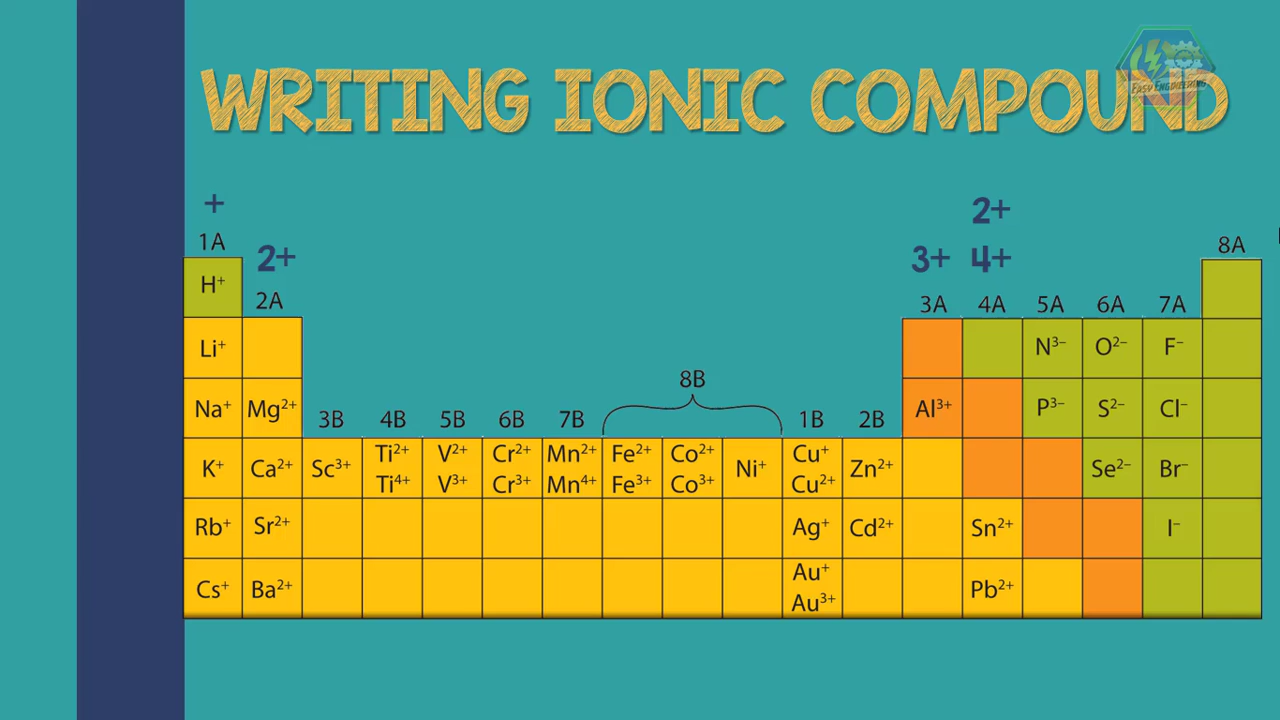 WRITING IONIC COMPOUND
EASY ENGINEERING
+ 2+
1A 2+ 3+ 4+ 8A
H⁺ 2A 3A 4A 5A 6A 7A
Li⁺ N³⁻ O²⁻ F⁻
8B
Na⁺ Mg²⁺ 3B 4B 5B 6B 7B 1B 2B Al³⁺ P³⁻ S²⁻ Cl⁻
K⁺ Ca²⁺ Sc³⁺ Ti²⁺ Ti⁴⁺ V²⁺ V³⁺ Cr²⁺ Cr³⁺ Mn²⁺ Mn⁴⁺ Fe²⁺ Fe³⁺ Co²⁺ Co³⁺ Ni⁺ Cu⁺ Cu²⁺ Zn²⁺ Se²⁻ Br⁻
Rb⁺ Sr²⁺ Ag⁺ Cd²⁺ Sn²⁺ I⁻
Cs⁺ Ba²⁺ Au⁺ Au³⁺ Pb²⁺